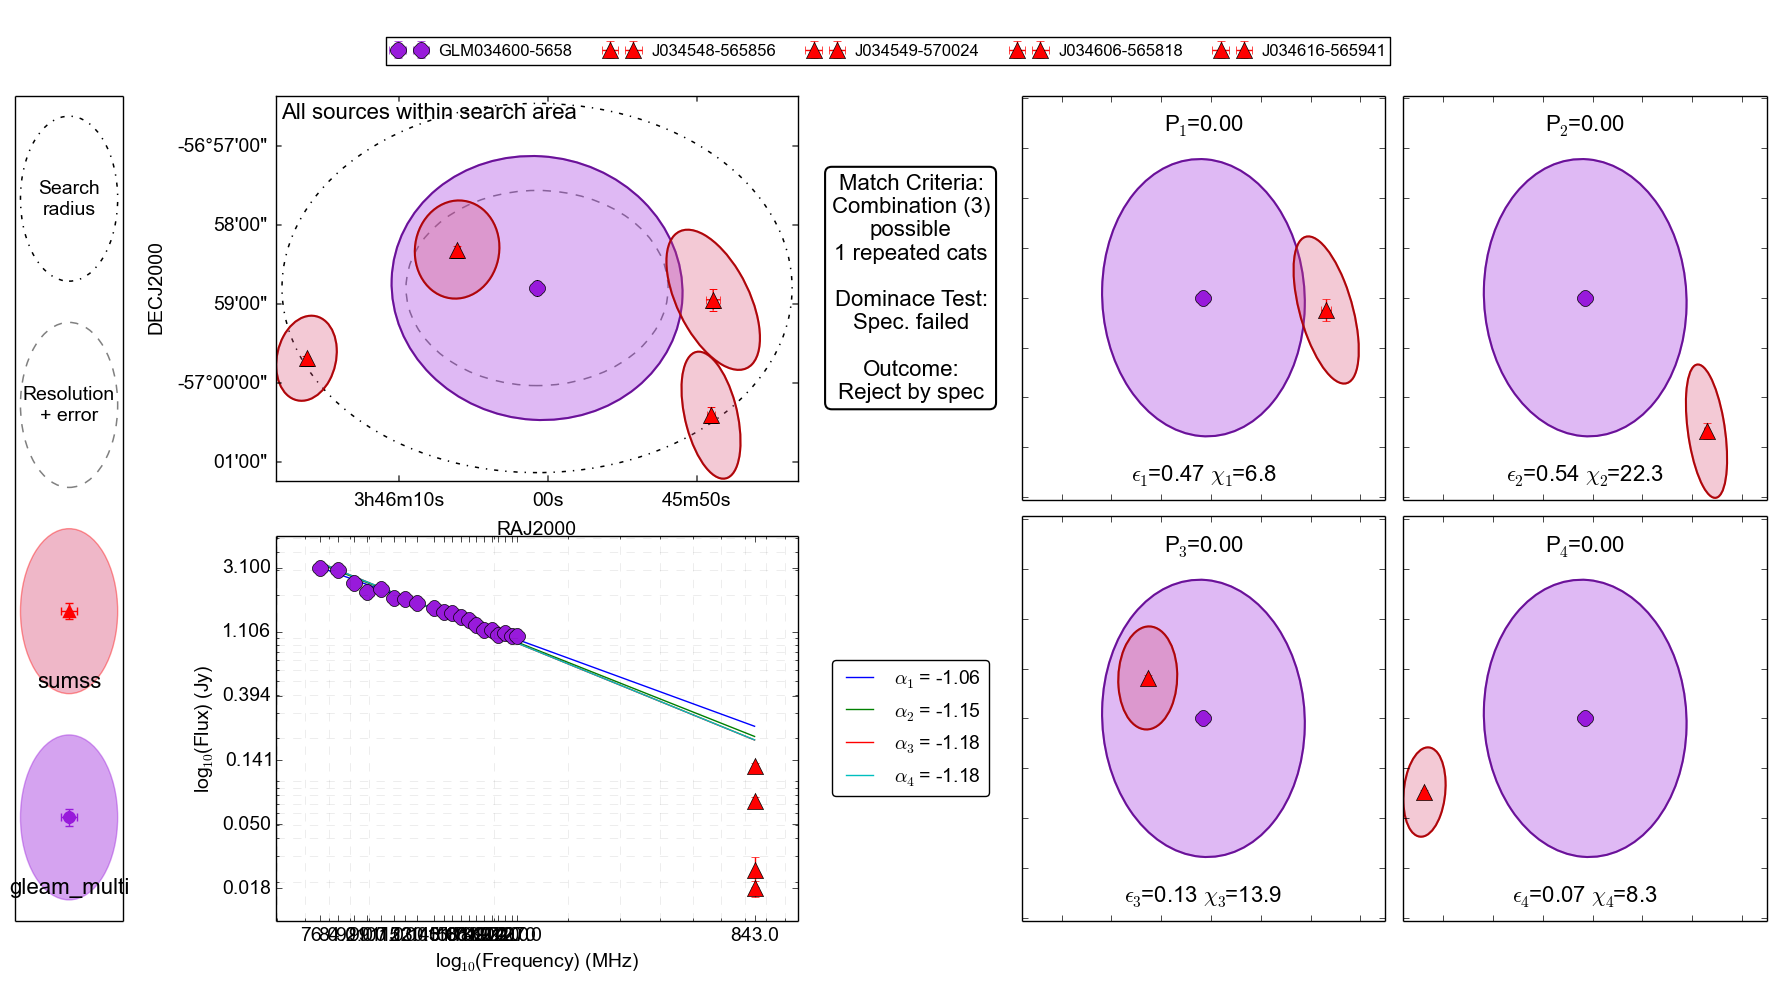 GLM034600-5658 J034548-565856 J034549-570024 J034606-565818 J034616-565941
Search
radius
Resolution
+ error
sumss
gleam_multi
All sources within search area
DECJ2000
-56°57'00"
58'00"
59'00"
-57°00'00"
01'00"
3h46m10s 00s 45m50s
RAJ2000
Match Criteria:
Combination (3)
possible
1 repeated cats
Dominace Test:
Spec. failed
Outcome:
Reject by spec
P1=0.00
ϵ1=0.47 χ1=6.8
P2=0.00
ϵ2=0.54 χ2=22.3
log10(Flux) (Jy)
3.100
1.106
0.394
0.141
0.050
0.018
843.0
log10(Frequency) (MHz)
α1 = -1.06
α2 = -1.15
α3 = -1.18
α4 = -1.18
P3=0.00
ϵ3=0.13 χ3=13.9
P4=0.00
ϵ4=0.07 χ4=8.3